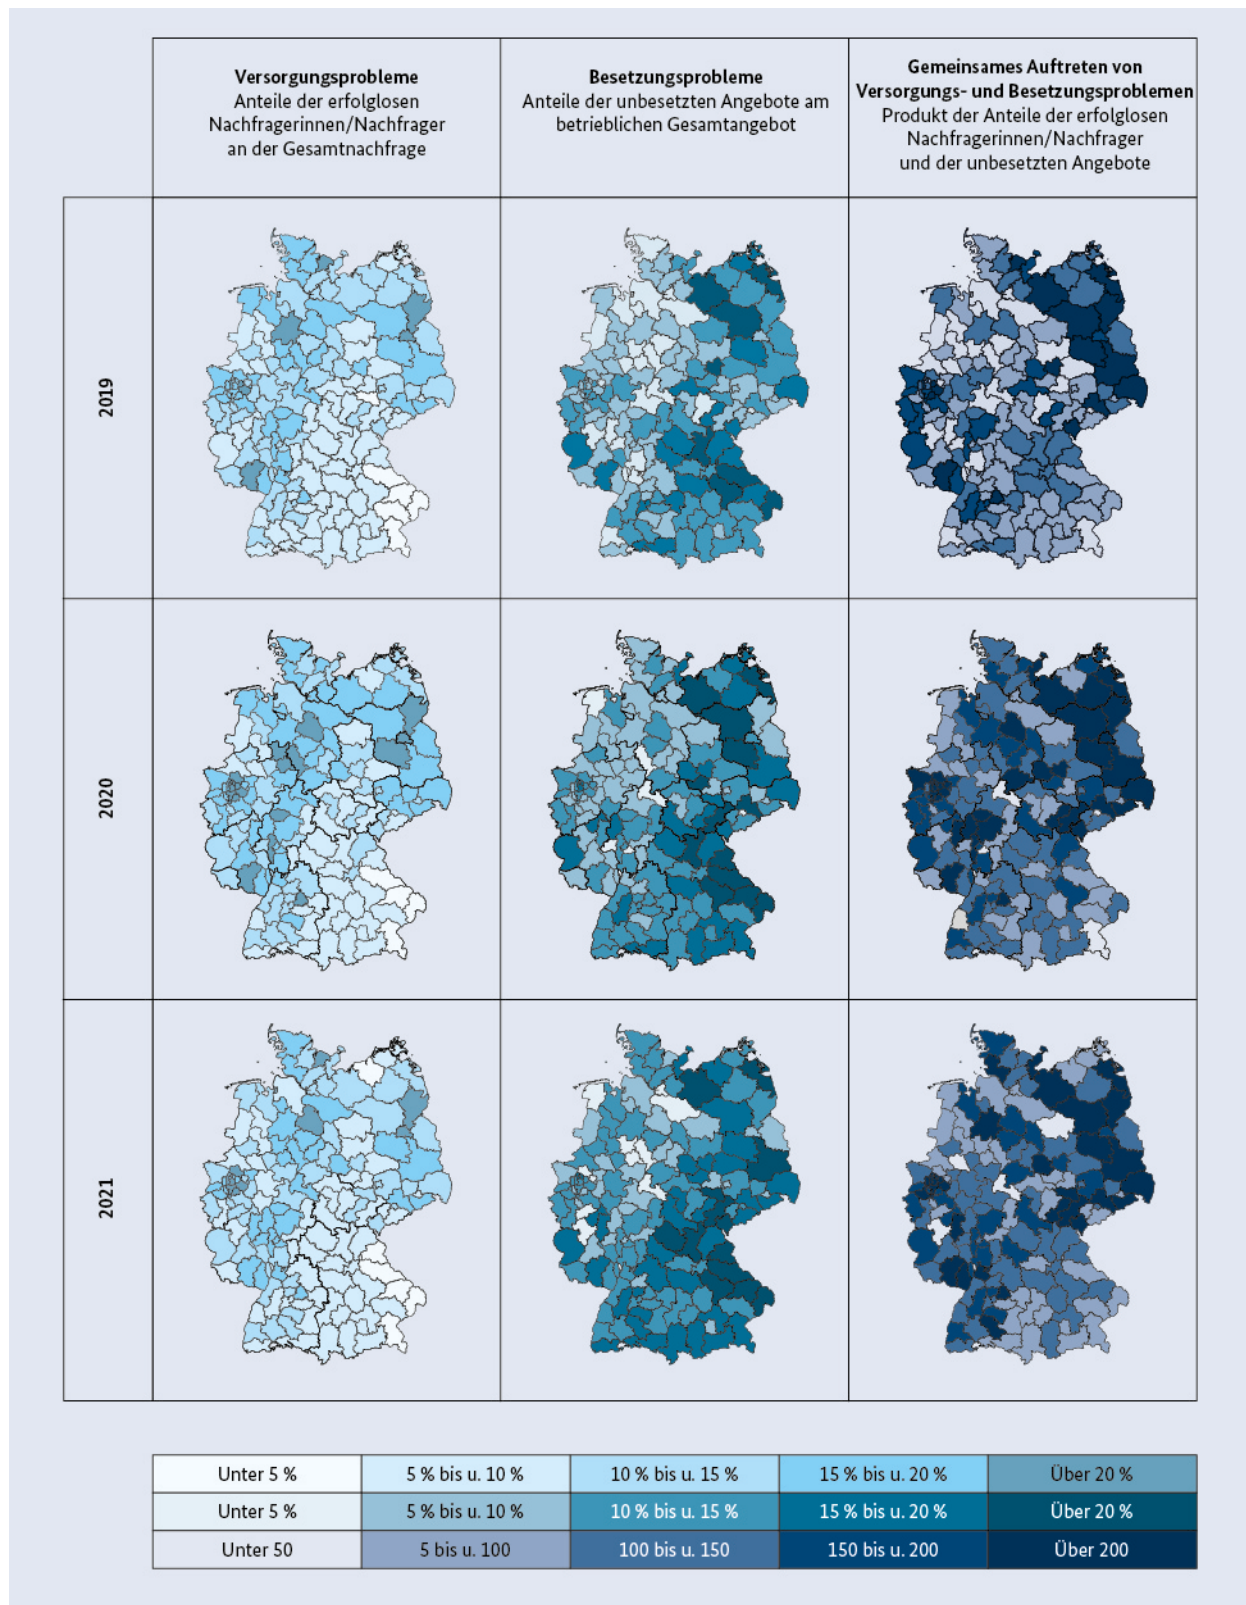 Versorgungsprobleme
Anteile der erfolglosen
Nachfragerinnen/Nachfrager
an der Gesamtnachfrage
Besetzungsprobleme
Anteile der unbesetzten Angebote am
betrieblichen Gesamtangebot
Gemeinsames Auftreten von
Versorgungs- und Besetzungsproblemen
Produkt der Anteile der erfolglosen
Nachfragerinnen/Nachfrager
und der unbesetzten Angebote
2019
2020
2021
Unter 5 % 5 % bis u. 10 % 10 % bis u. 15 % 15 % bis u. 20 % Über 20 %
Unter 5 % 5 % bis u. 10 % 10 % bis u. 15 % 15 % bis u. 20 % Über 20 %
Unter 50 5 bis u. 100 100 bis u. 150 150 bis u. 200 Über 200